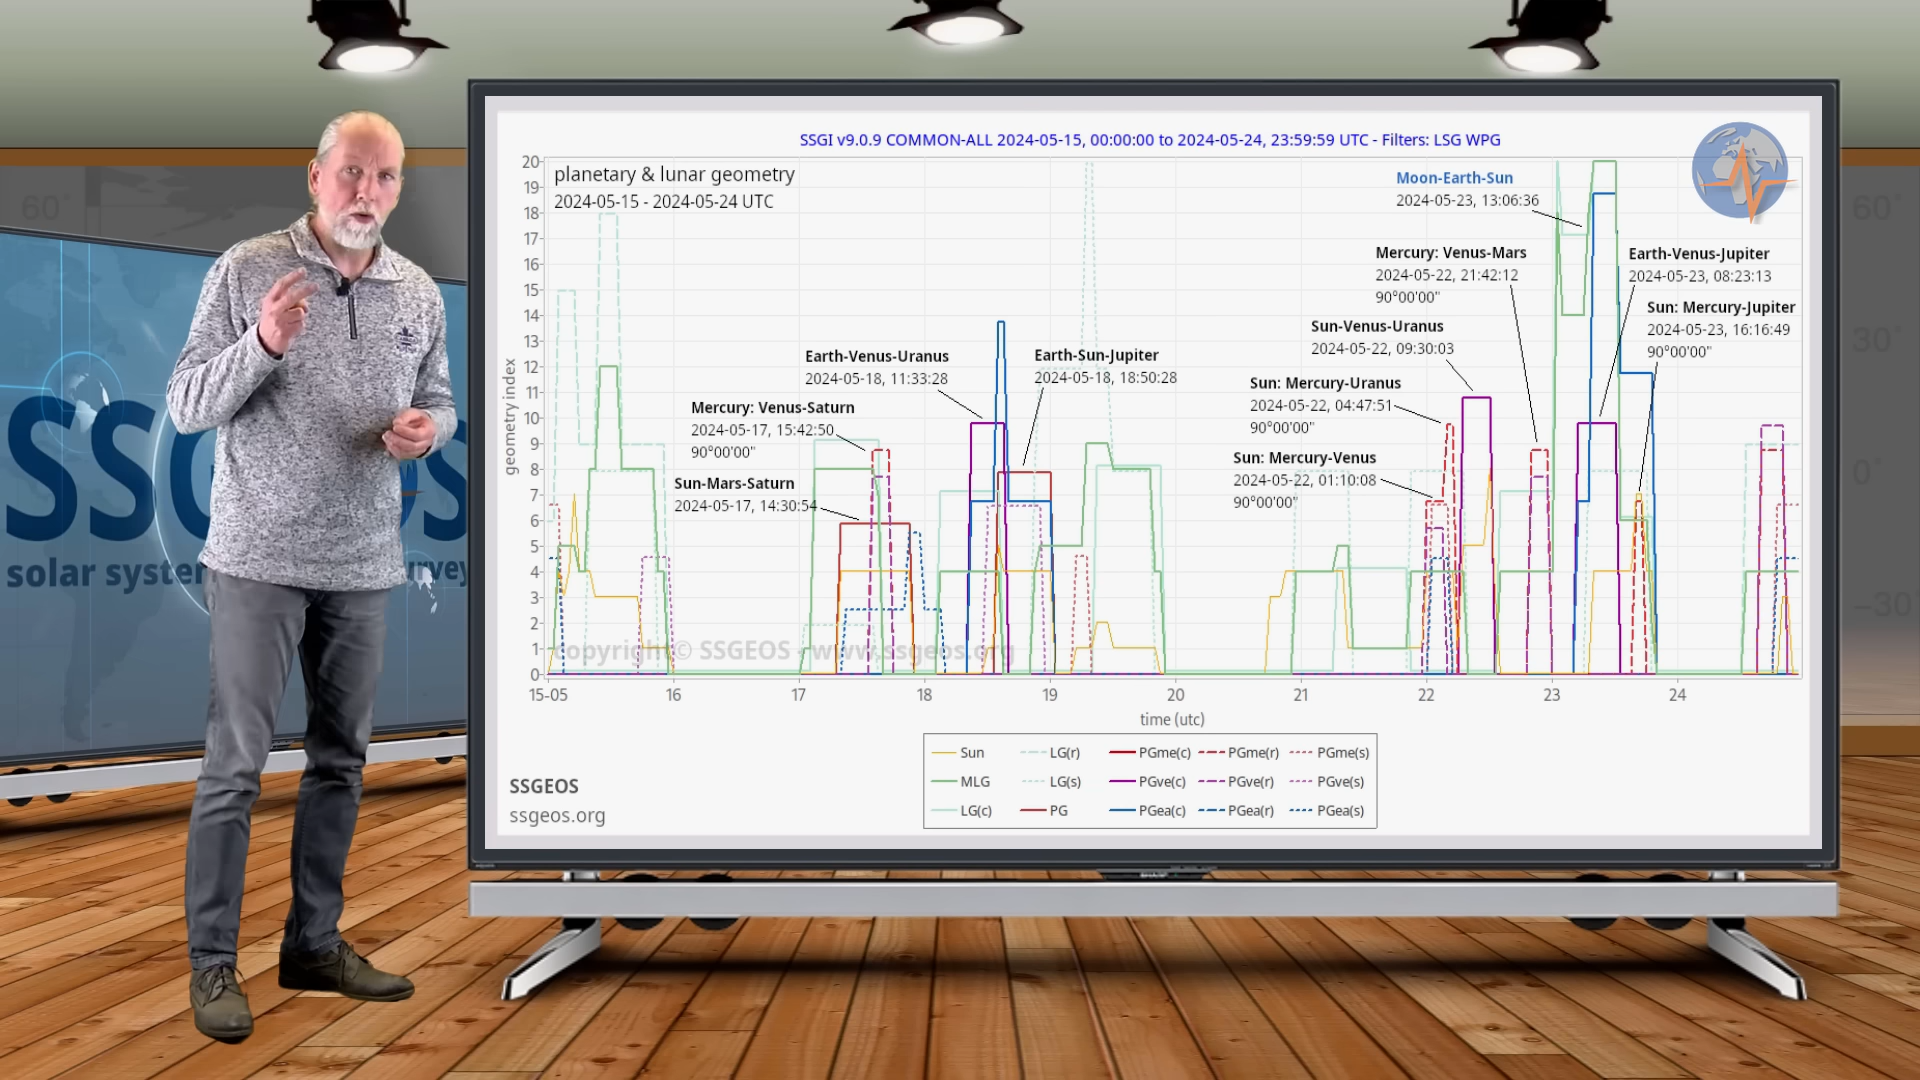 SSGI v9.0.9 COMMON-ALL 2024-05-15, 00:00:00 to 2024-05-24, 23:59:59 UTC - Filters: LSG WPG
planetary & lunar geometry
2024-05-15 - 2024-05-24 UTC
Moon-Earth-Sun
2024-05-23, 13:06:36
Mercury: Venus-Mars
2024-05-22, 21:42:12
90°00'00"
Earth-Venus-Jupiter
2024-05-23, 08:23:13
Sun: Mercury-Jupiter
2024-05-23, 16:16:49
90°00'00"
Sun-Venus-Uranus
2024-05-22, 09:30:03
Earth-Venus-Uranus
2024-05-18, 11:33:28
Earth-Sun-Jupiter
2024-05-18, 18:50:28
Sun: Mercury-Uranus
2024-05-22, 04:47:51
90°00'00"
Mercury: Venus-Saturn
2024-05-17, 15:42:50
90°00'00"
Sun: Mercury-Venus
2024-05-22, 01:10:08
90°00'00"
Sun-Mars-Saturn
2024-05-17, 14:30:54
geometry index
20
19
18
17
16
15
14
13
12
11
10
9
8
7
6
5
4
3
2
1
0
copyright © SSGEOS - www.ssgeos.org
15-05 16 17 18 19 20 21 22 23 24
time (utc)
Sun LG(r) PGme(c) PGme(r) PGme(s)
MLG LG(s) PGve(c) PGve(r) PGve(s)
LG(c) PG PGea(c) PGea(r) PGea(s)
SSGEOS
ssgeos.org
60°
60°
30°
0°
-30°
SSG OS
solar system urvey